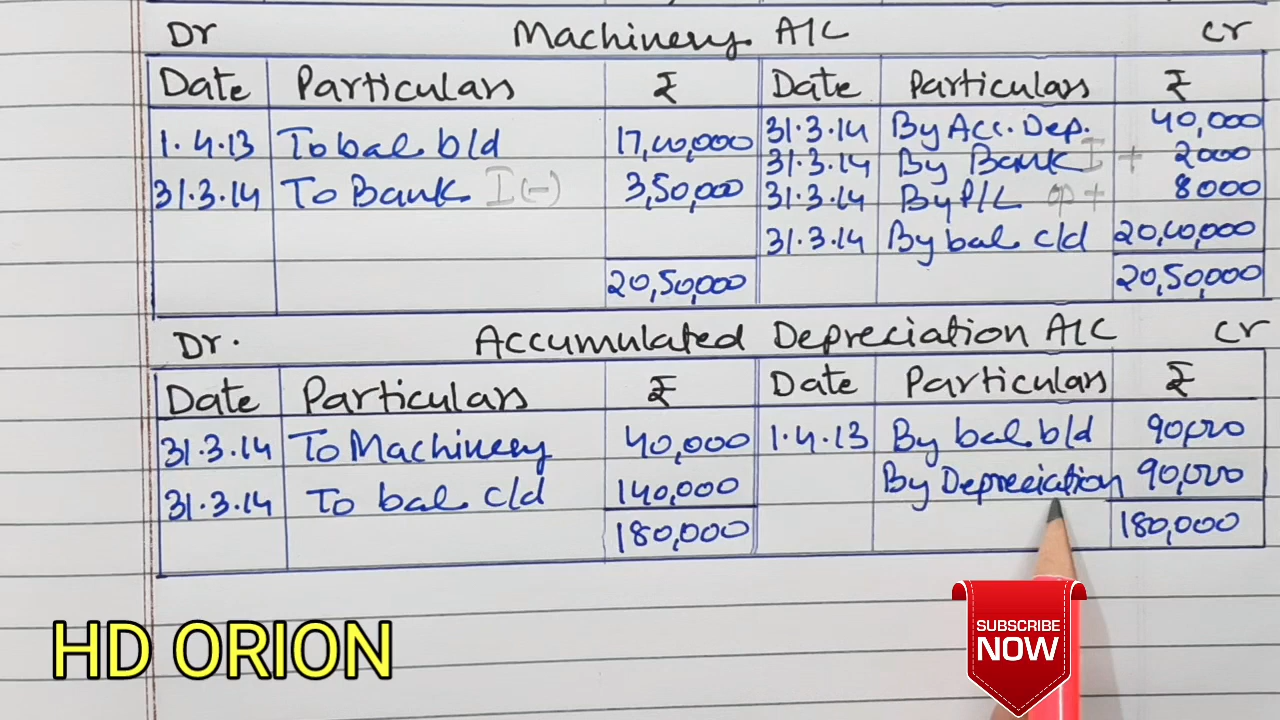 Dr Machinery A/C Cr
Date Particulars ₹ Date Particulars ₹
1.4.13 To bal b/d 17,00,000 31.3.14 By Acc. Dep. 40,000
31.3.14 By Bank I + 2000
31.3.14 To Bank I (-) 3,50,000 31.3.14 By P/L op + 8000
31.3.14 By bal c/d 20,00,000
20,50,000 20,50,000
Dr. Accumulated Depreciation A/C Cr
Date Particulars ₹ Date Particulars ₹
31.3.14 To Machinery 40,000 1.4.13 By bal b/d 90,000
31.3.14 To bal c/d 140,000 By Depreciation 90,000
180,000 180,000
HD ORION
SUBSCRIBE
NOW